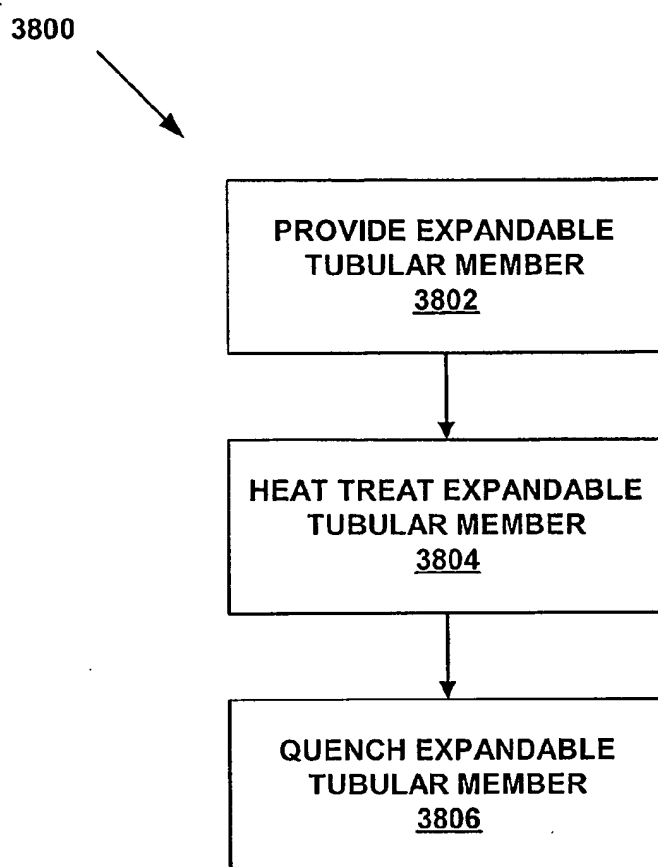 3800
PROVIDE EXPANDABLE
TUBULAR MEMBER
3802
HEAT TREAT EXPANDABLE
TUBULAR MEMBER
3804
QUENCH EXPANDABLE
TUBULAR MEMBER
3806